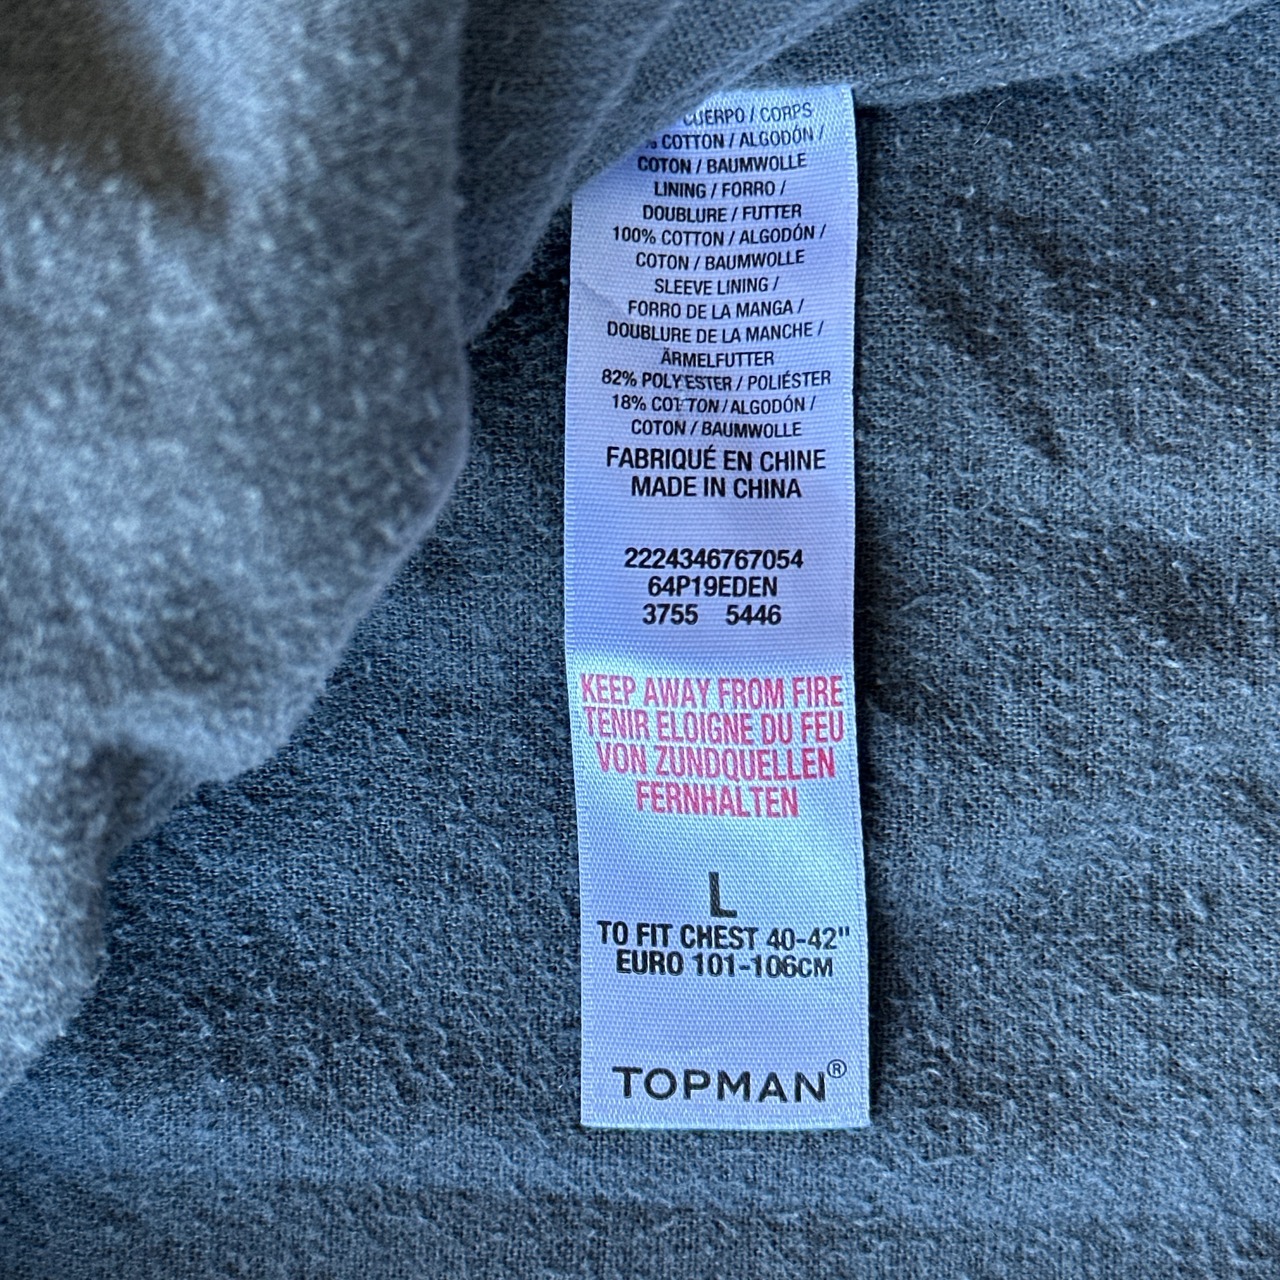 CUERPO / CORPS
% COTTON / ALGODÓN /
COTON / BAUMWOLLE
LINING / FORRO /
DOUBLURE / FUTTER
100% COTTON / ALGODÓN /
COTON / BAUMWOLLE
SLEEVE LINING /
FORRO DE LA MANGA /
DOUBLURE DE LA MANCHE /
ÄRMELFUTTER
82% POLYESTER / POLIÉSTER
18% COTTON / ALGODÓN /
COTON / BAUMWOLLE
FABRIQUÉ EN CHINE
MADE IN CHINA
2224346767054
64P19EDEN
3755 5446
KEEP AWAY FROM FIRE
TENIR ELOIGNE DU FEU
VON ZUNDQUELLEN
FERNHALTEN
L
TO FIT CHEST 40-42"
EURO 101-106CM
TOPMAN®